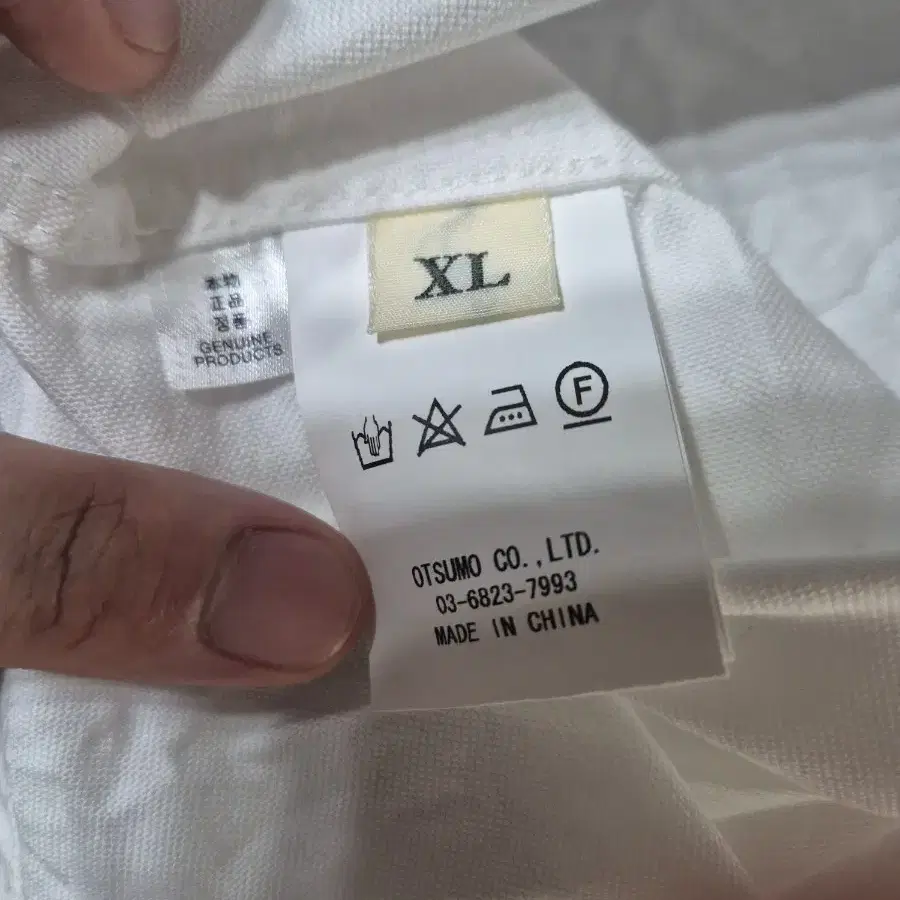 XL
本物
正品
정품
GENUINE
PRODUCTS
F
OTSUMO CO.,LTD.
03-6823-7993
MADE IN CHINA